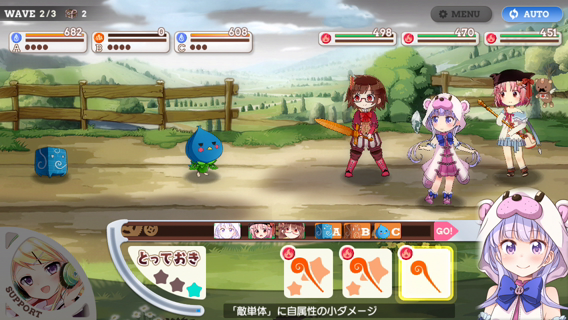 WAVE 2/3 2
MENU
AUTO
682
A
0
B
608
C
498
470
451
A B C GO!
とっておき
SUPPORT
「敵単体」に自属性の小ダメージ